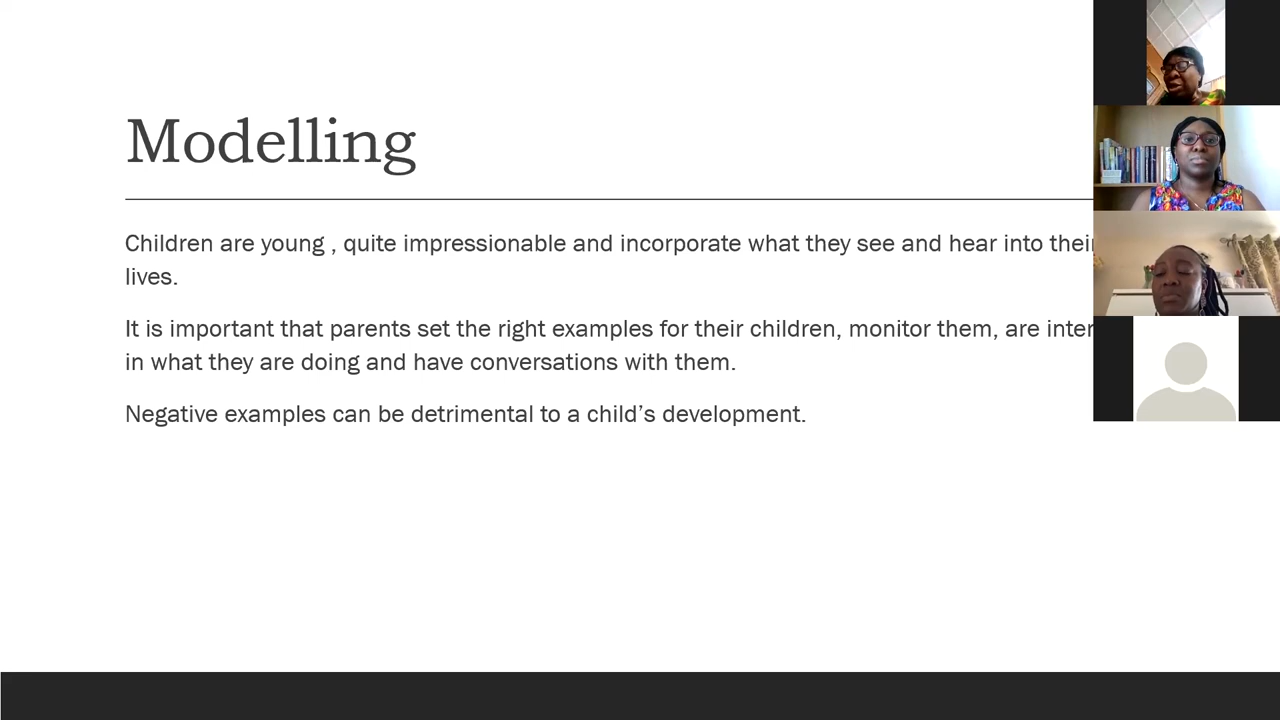 Modelling
Children are young , quite impressionable and incorporate what they see and hear into their
lives.
It is important that parents set the right examples for their children, monitor them, are
in what they are doing and have conversations with them.
Negative examples can be detrimental to a child’s development.